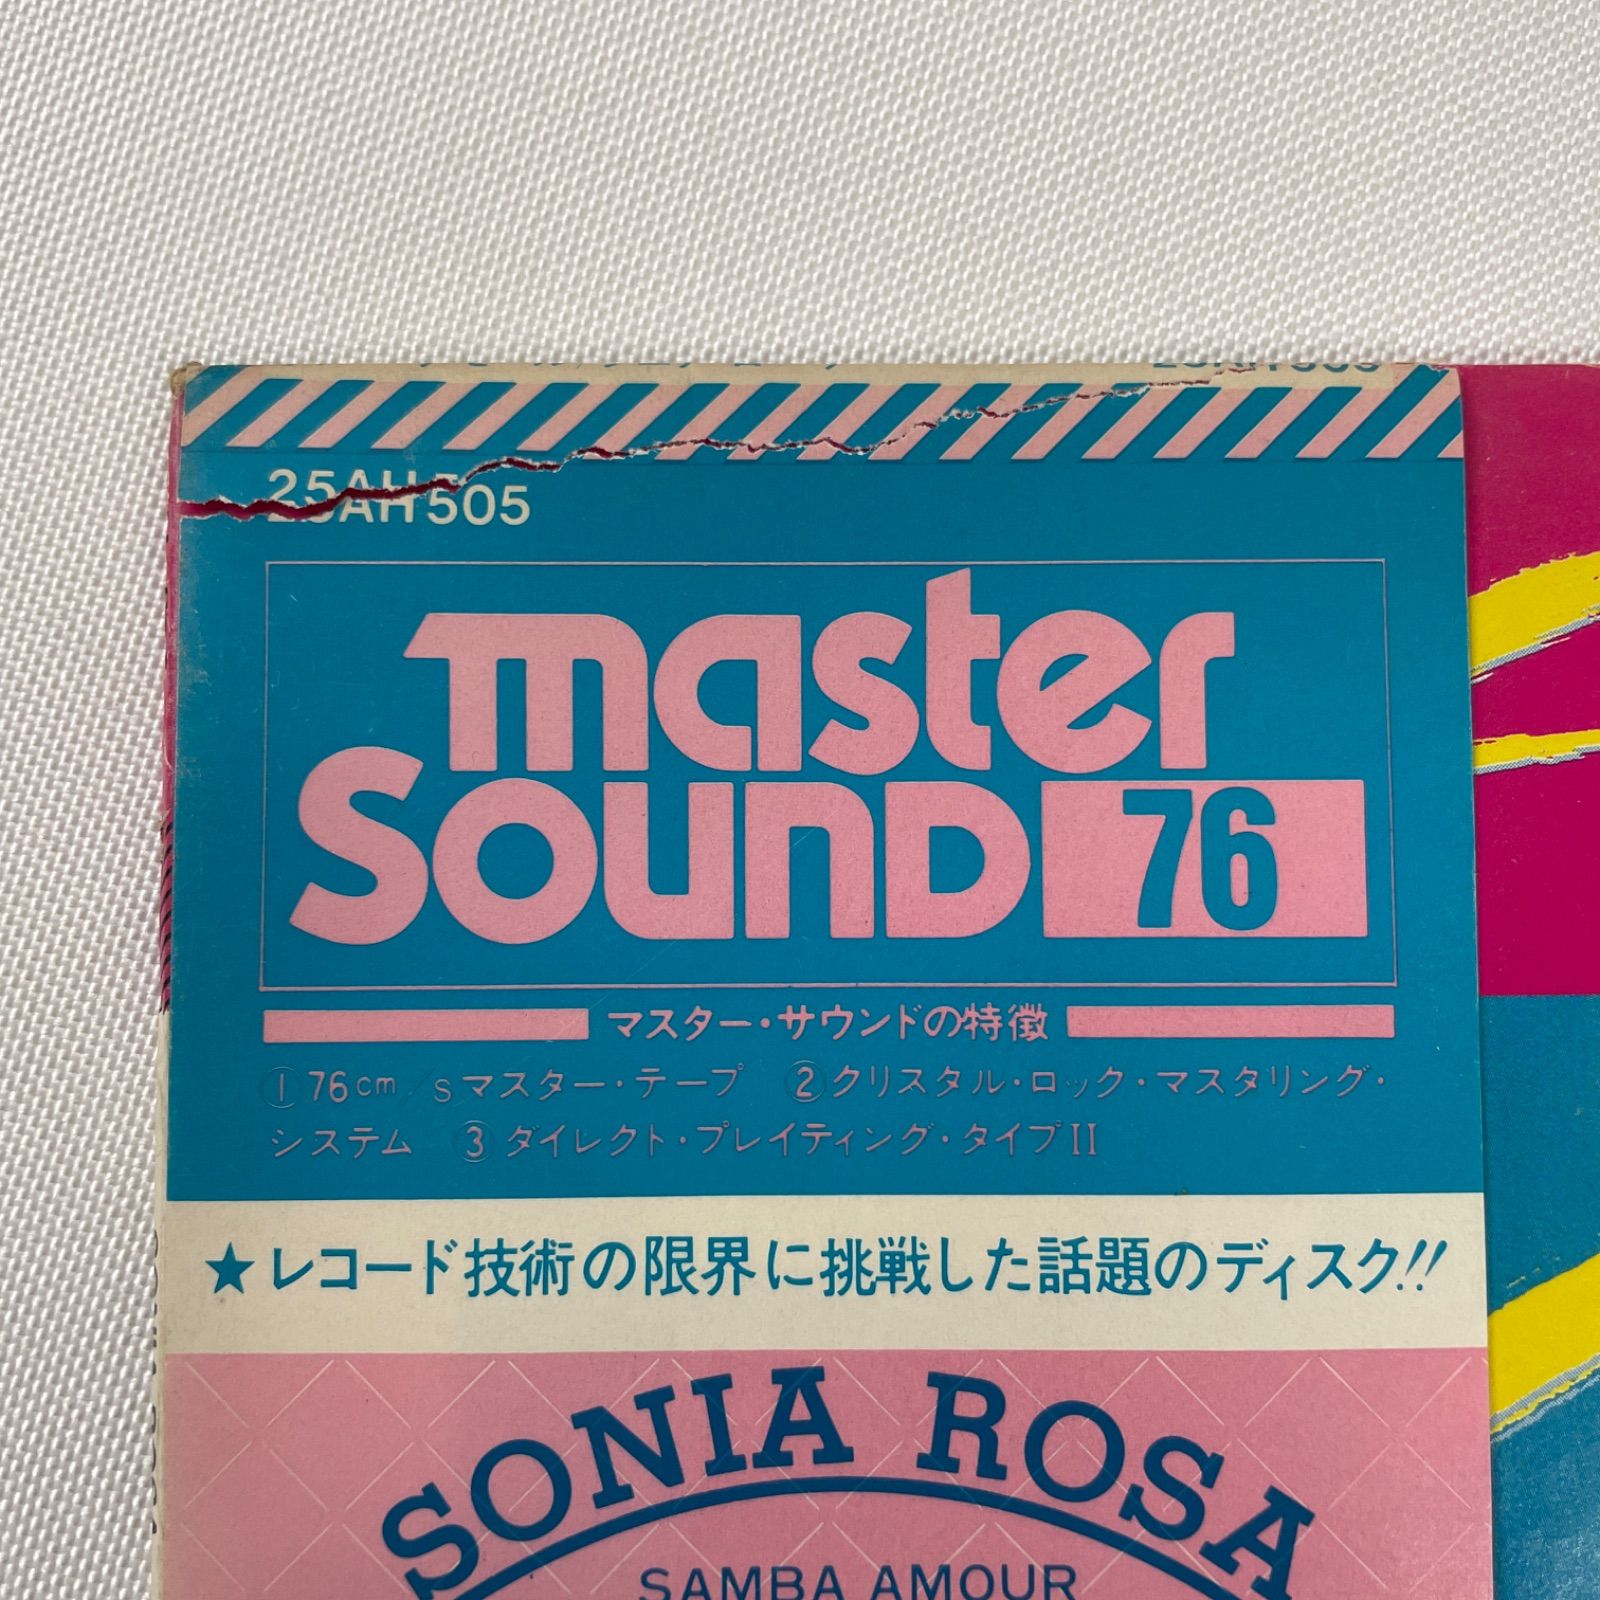 25AH505
25AH505
master
SOUND 76
マスター・サウンドの特徴
①76cm/sマスター・テープ ②クリスタル・ロック・マスタリング・
システム ③ダイレクト・プレイティング・タイプII
★レコード技術の限界に挑戦した話題のディスク!!
SONIA ROSA
SAMBA AMOUR